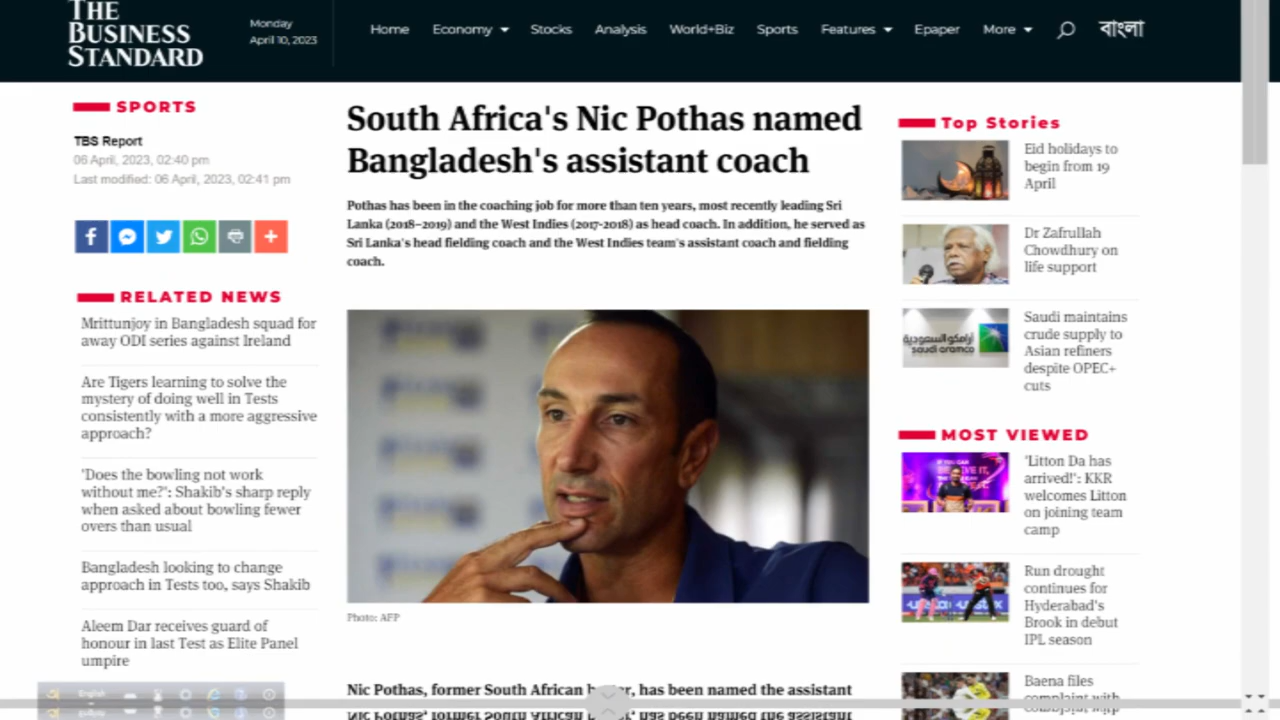 THE
BUSINESS
STANDARD
Monday
April 10, 2023
Home
Economy
Stocks
Analysis
World+Biz
Sports
Features
Epaper
More
বাংলা
SPORTS
TBS Report
06 April, 2023, 02:40 pm
Last modified: 06 April, 2023, 02:41 pm
RELATED NEWS
Mrittunjoy in Bangladesh squad for
away ODI series against Ireland
Are Tigers learning to solve the
mystery of doing well in Tests
consistently with a more aggressive
approach?
'Does the bowling not work
without me?': Shakib's sharp reply
when asked about bowling fewer
overs than usual
Bangladesh looking to change
approach in Tests too, says Shakib
Aleem Dar receives guard of
honour in last Test as Elite Panel
umpire
English
South Africa's Nic Pothas named
Bangladesh's assistant coach
Pothas has been in the coaching job for more than ten years, most recently leading Sri
Lanka (2018–2019) and the West Indies (2017-2018) as head coach. In addition, he served as
Sri Lanka's head fielding coach and the West Indies team's assistant coach and fielding
coach.
Photo: AFP
Nic Pothas, former South African has been named the assistant
Top Stories
Eid holidays to
begin from 19
April
Dr Zafrullah
Chowdhury on
life support
أرامكو السعودية
saudi aramco
Saudi maintains
crude supply to
Asian refiners
despite OPEC+
cuts
MOST VIEWED
'Litton Da has
arrived!': KKR
welcomes Litton
on joining team
camp
Run drought
continues for
Hyderabad's
Brook in debut
IPL season
Baena files
complaint with